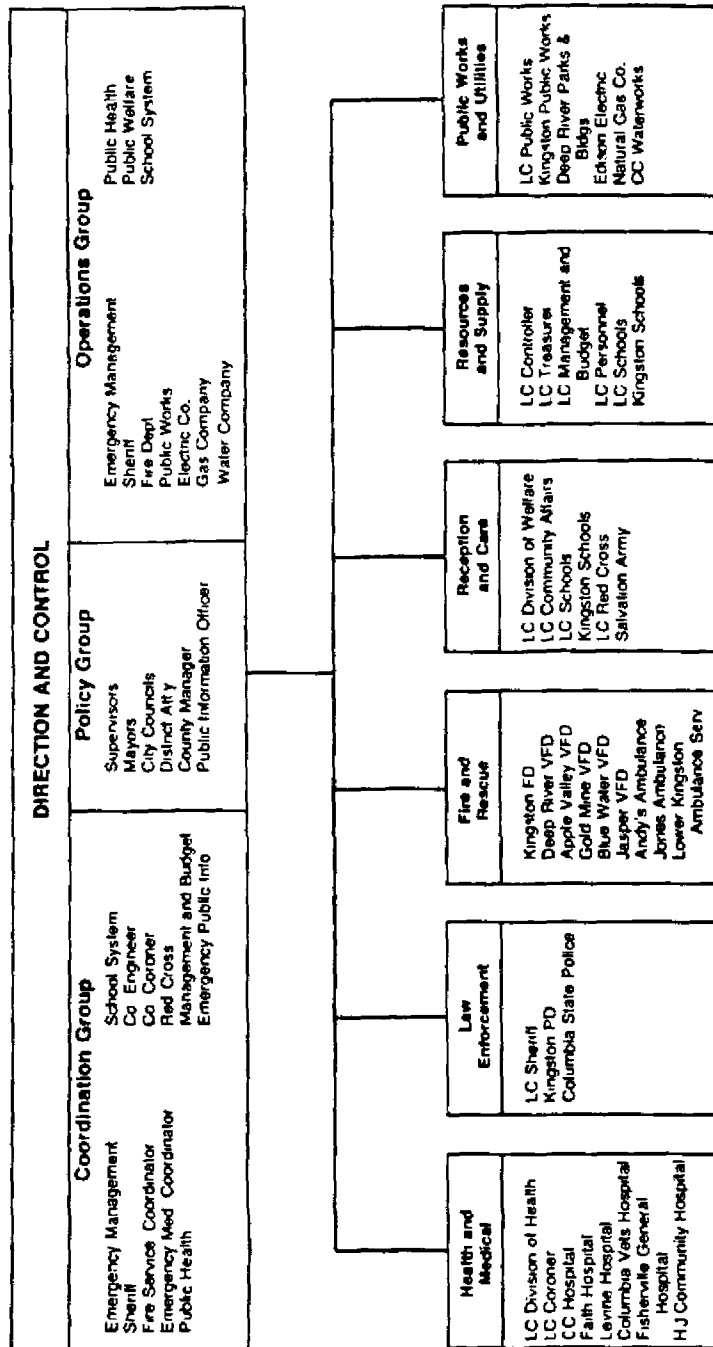 DIRECTION AND CONTROL
Coordination Group
Emergency Management
Sheriff
Fire Service Coordinator
Emergency Med Coordinator
Public Health
School System
Co Engineer
Co Coroner
Red Cross
Management and Budget
Emergency Public Info
Policy Group
Supervisors
Mayors
City Councils
District Att y
County Manager
Public Information Officer
Operations Group
Emergency Management
Sheriff
Fire Dept
Public Works
Electric Co.
Gas Company
Water Company
Public Health
Public Welfare
School System
Health and
Medical
LC Division of Health
LC Coroner
CC Hospital
Faith Hospital
Levine Hospital
Columbia Vets Hospital
Fisherville General
Hospital
HJ Community Hospital
Law
Enforcement
LC Sheriff
Kingston PD
Columbia State Police
Fire and
Rescue
Kingston FD
Deep River VFD
Apple Valley VFD
Gold Mine VFD
Blue Water VFD
Jasper VFD
Andy's Ambulance
Jones Ambulance
Lower Kingston
Ambulance Serv
Reception
and Care
LC Division of Welfare
LC Community Affairs
LC Schools
Kingston Schools
LC Red Cross
Salvation Army
Resources
and Supply
LC Controller
LC Treasurer
LC Management and
Budget
LC Personnel
LC Schools
Kingston Schools
Public Works
and Utilities
LC Public Works
Kingston Public Works
Deep River Parks &
Bldgs
Edison Electric
Natural Gas Co.
CC Waterworks